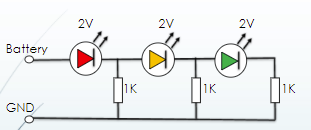 2V 2V 2V
Battery
1K 1K 1K
GND